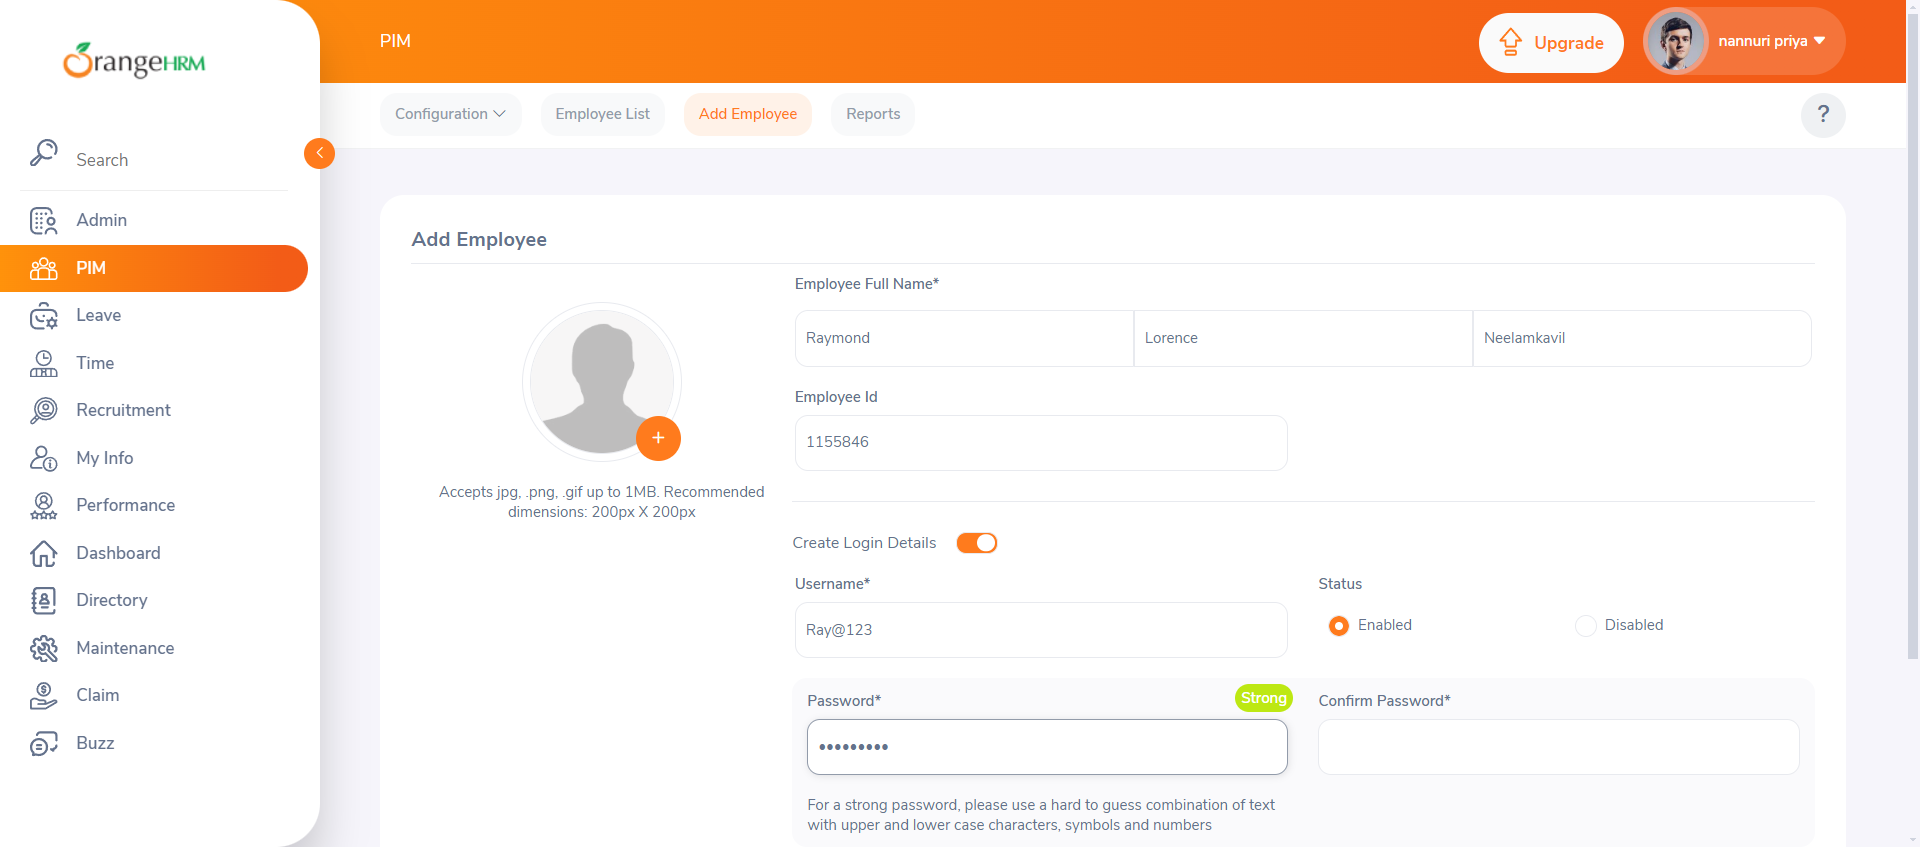 OrangeHRM
PIM
Upgrade
nannuri priya
Configuration
Employee List
Add Employee
Reports
?
Search
Admin
PIM
Leave
Time
Recruitment
My Info
Performance
Dashboard
Directory
Maintenance
Claim
Buzz
Add Employee
Accepts jpg, .png, .gif up to 1MB. Recommended
dimensions: 200px X 200px
Employee Full Name*
Raymond
Lorence
Neelamkavil
Employee Id
1155846
Create Login Details
Username*
Ray@123
Status
Enabled
Disabled
Password*
Strong
•••••••••
Confirm Password*
For a strong password, please use a hard to guess combination of text
with upper and lower case characters, symbols and numbers